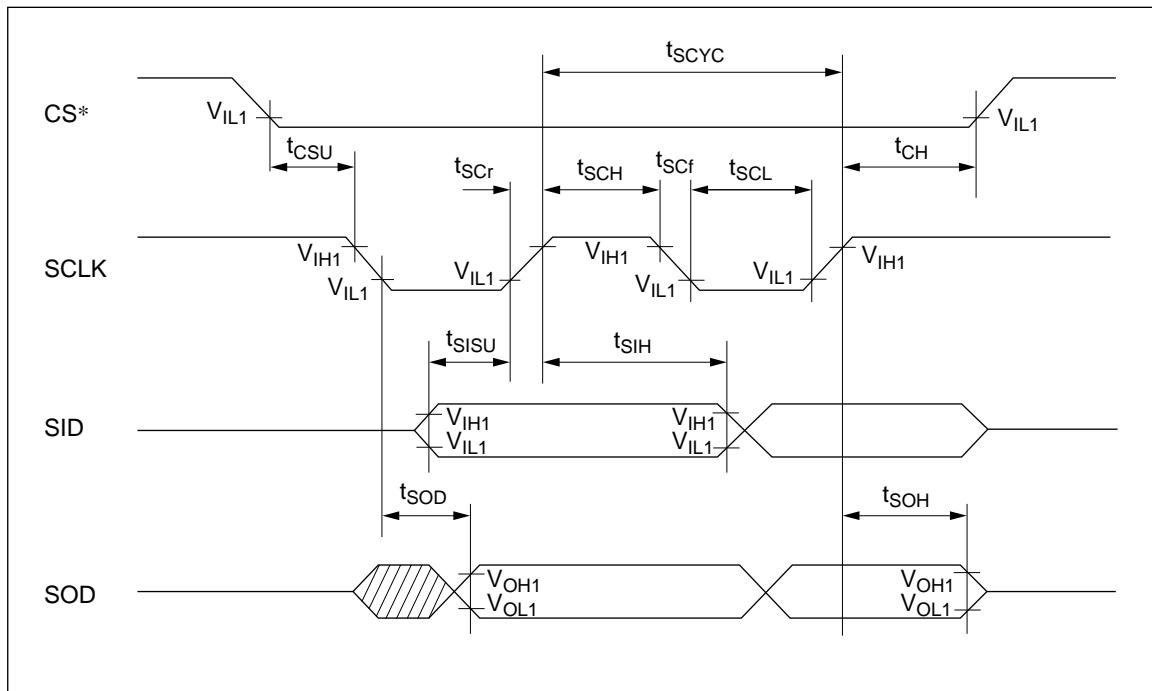 tSCYC
CS*
VIL1
VIL1
tCSU
tSCr
tSCH
tSCf
tSCL
tCH
SCLK
VIH1
VIL1
VIL1
VIH1
VIL1
VIL1
VIH1
tSISU
tSIH
SID
VIH1
VIL1
VIH1
VIL1
tSOD
tSOH
SOD
VOH1
VOL1
VOH1
VOL1